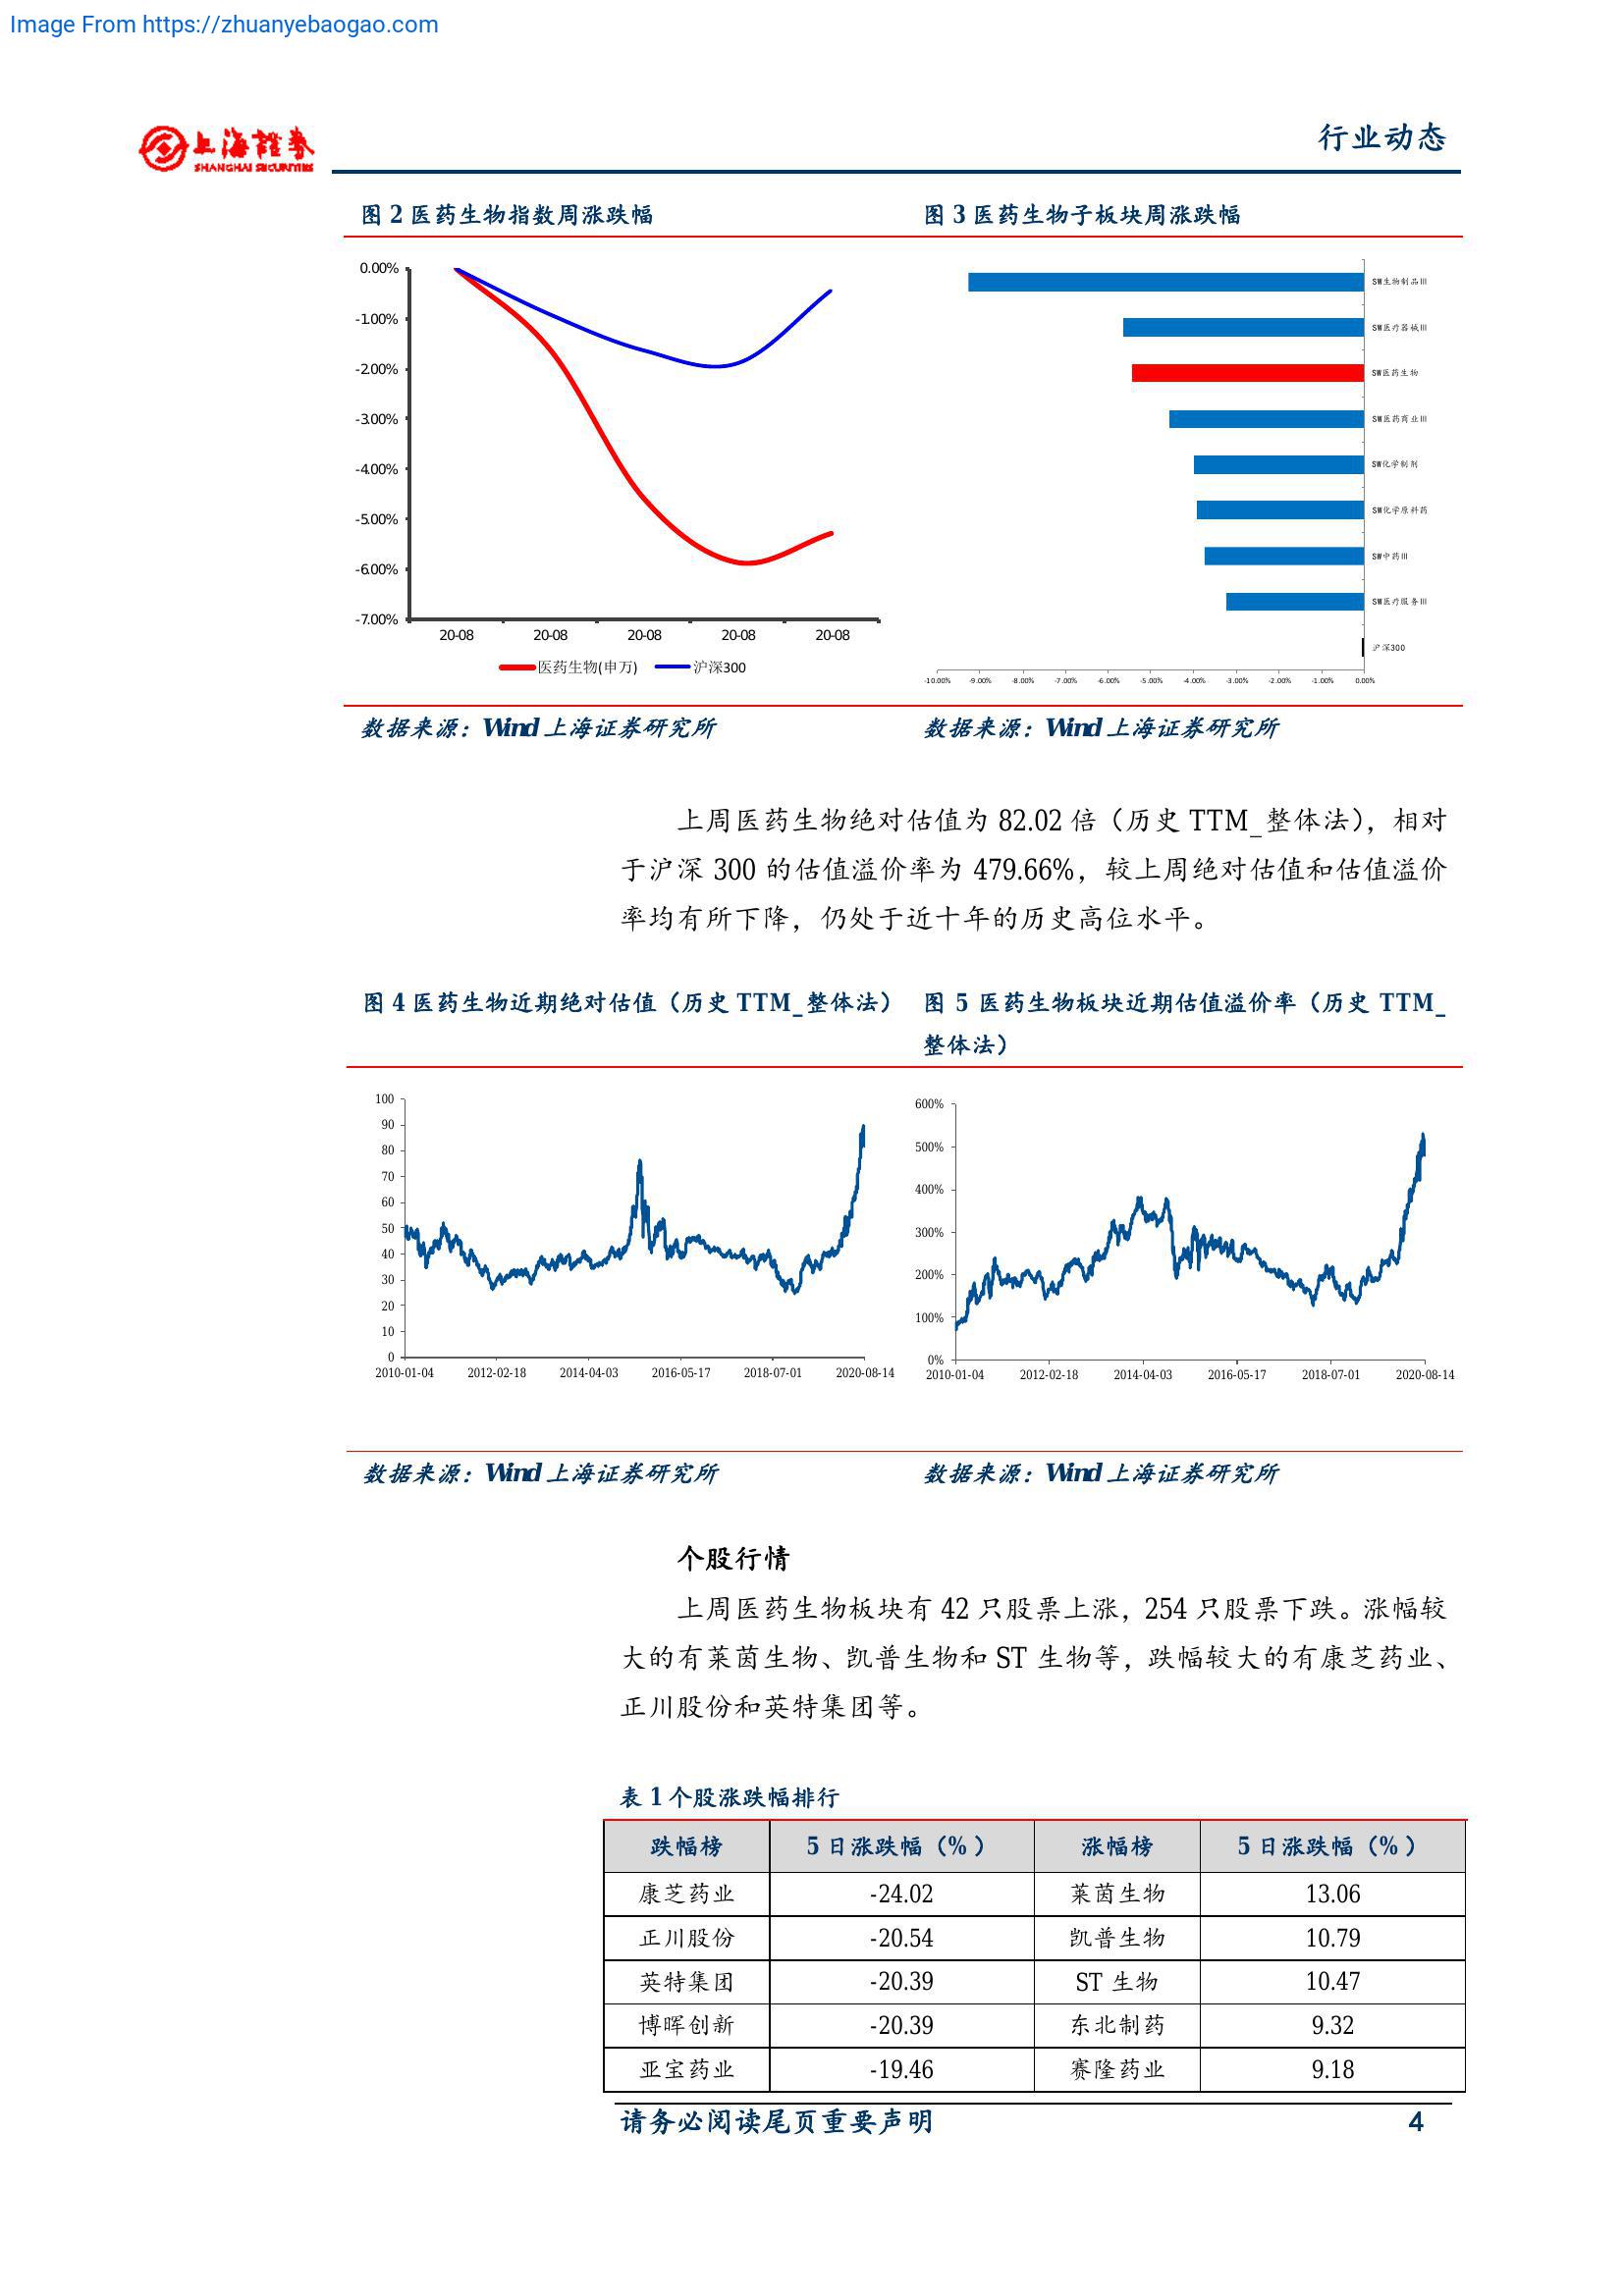 Image From https://zhuanyebaogao.com
上海證券
SHANGHAI SECURITIES
行业动态
图 2 医药生物指数周涨跌幅
图 3 医药生物子板块周涨跌幅
0.00%
-1.00%
-2.00%
-3.00%
-4.00%
-5.00%
-6.00%
-7.00%
20-08 20-08 20-08 20-08 20-08
医药生物(申万) 沪深300
SW生物制品III
SW医疗器械III
SW医药生物
SW医药商业III
SW化学制剂
SW化学原料药
SW中药III
SW医疗服务III
沪深300
-10.00% -9.00% -8.00% -7.00% -6.00% -5.00% -4.00% -3.00% -2.00% -1.00% 0.00%
数据来源：Wind 上海证券研究所
数据来源：Wind 上海证券研究所
上周医药生物绝对估值为 82.02 倍（历史 TTM_整体法），相对
于沪深 300 的估值溢价率为 479.66%，较上周绝对估值和估值溢价
率均有所下降，仍处于近十年的历史高位水平。
图 4 医药生物近期绝对估值（历史 TTM_整体法）
图 5 医药生物板块近期估值溢价率（历史 TTM_
整体法）
100
90
80
70
60
50
40
30
20
10
0
2010-01-04 2012-02-18 2014-04-03 2016-05-17 2018-07-01 2020-08-14
600%
500%
400%
300%
200%
100%
0%
2010-01-04 2012-02-18 2014-04-03 2016-05-17 2018-07-01 2020-08-14
数据来源：Wind 上海证券研究所
数据来源：Wind 上海证券研究所
个股行情
上周医药生物板块有 42 只股票上涨，254 只股票下跌。涨幅较
大的有莱茵生物、凯普生物和 ST 生物等，跌幅较大的有康芝药业、
正川股份和英特集团等。
表 1 个股涨跌幅排行
跌幅榜 5 日涨跌幅（%） 涨幅榜 5 日涨跌幅（%）
康芝药业 -24.02 莱茵生物 13.06
正川股份 -20.54 凯普生物 10.79
英特集团 -20.39 ST 生物 10.47
博晖创新 -20.39 东北制药 9.32
亚宝药业 -19.46 赛隆药业 9.18
请务必阅读尾页重要声明 4